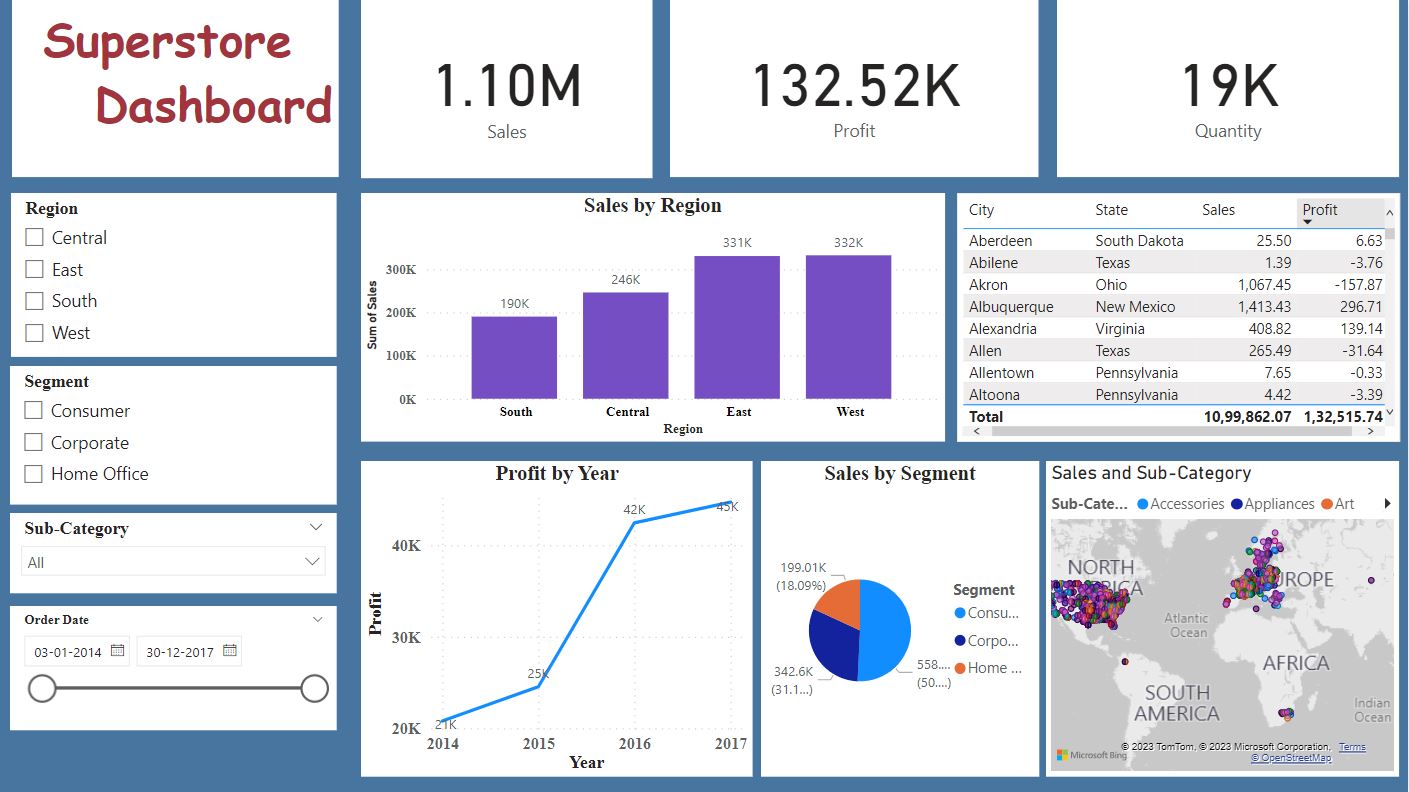 Superstore
Dashboard
1.10M
Sales
132.52K
Profit
19K
Quantity
Region
Central
East
South
West
Segment
Consumer
Corporate
Home Office
Sub-Category
All
Order Date
03-01-2014
30-12-2017
Sales by Region
Sum of Sales
300K
200K
100K
0K
190K
246K
331K
332K
South Central East West
Region
City State Sales Profit
Aberdeen South Dakota 25.50 6.63
Abilene Texas 1.39 -3.76
Akron Ohio 1,067.45 -157.87
Albuquerque New Mexico 1,413.43 296.71
Alexandria Virginia 408.82 139.14
Allen Texas 265.49 -31.64
Allentown Pennsylvania 7.65 -0.33
Altoona Pennsylvania 4.42 -3.39
Total 10,99,862.07 1,32,515.74
Profit by Year
Profit
40K
30K
20K
21K
25K
42K
45K
2014 2015 2016 2017
Year
Sales by Segment
199.01K
(18.09%)
342.6K
(31.1...)
558....
(50....)
Segment
Consu...
Corpo...
Home ...
Sales and Sub-Category
Sub-Cate... Accessories Appliances Art
NORTH
AMERICA
EUROPE
Atlantic
Ocean
AFRICA
SOUTH
AMERICA
Indian
Ocean
Microsoft Bing
© 2023 TomTom, © 2023 Microsoft Corporation, Terms
© OpenStreetMap